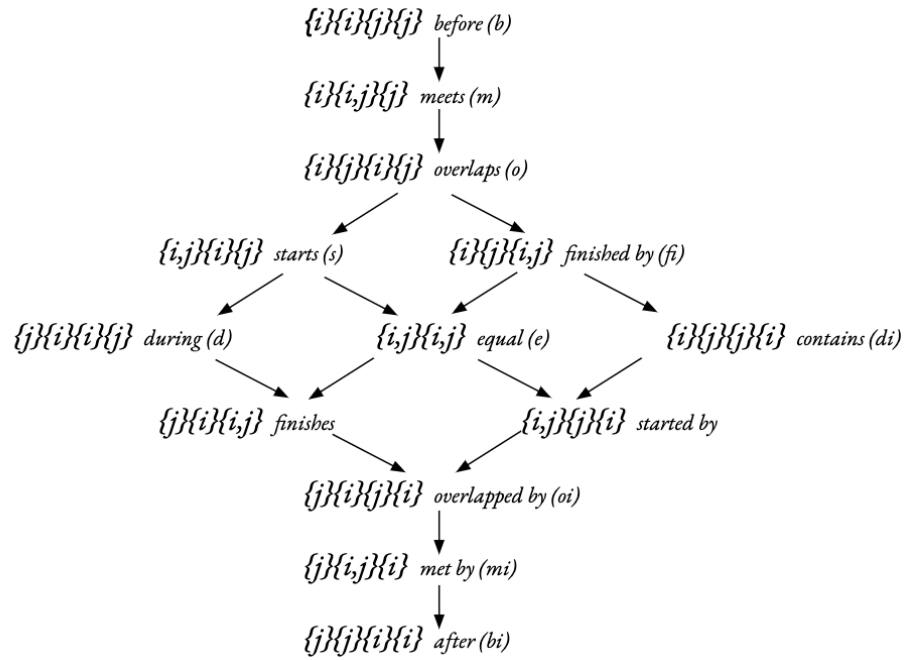 {i}{i}{j}{j} before (b)
{i}{i,j}{j} meets (m)
{i}{j}{i}{j} overlaps (o)
{i,j}{i}{j} starts (s)
{i}{j}{i,j} finished by (fi)
{j}{i}{i}{j} during (d)
{i,j}{i,j} equal (e)
{i}{j}{j}{i} contains (di)
{j}{i}{i,j} finishes
{i,j}{j}{i} started by
{j}{i}{j}{i} overlapped by (oi)
{j}{i,j}{i} met by (mi)
{j}{j}{i}{i} after (bi)